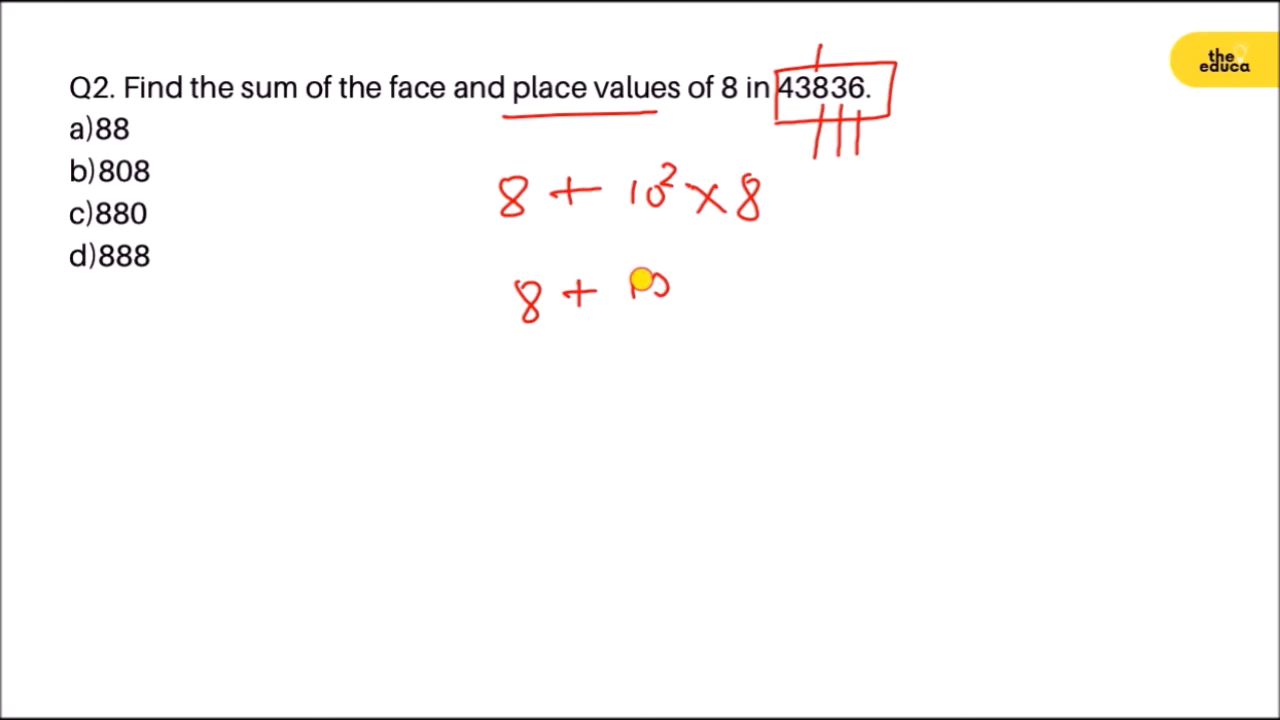 the
educa
Q2. Find the sum of the face and place values of 8 in 43836.
a)88
b)808
c)880
d)888
8 + 10² × 8
8 +